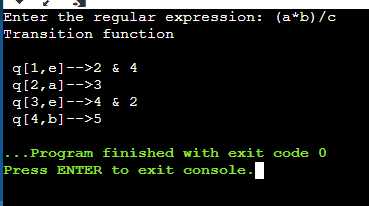 Enter the regular expression: (a*b)/c
Transition function
q[1,e]-->2 & 4
q[2,a]-->3
q[3,e]-->4 & 2
q[4,b]-->5
...Program finished with exit code 0
Press ENTER to exit console.